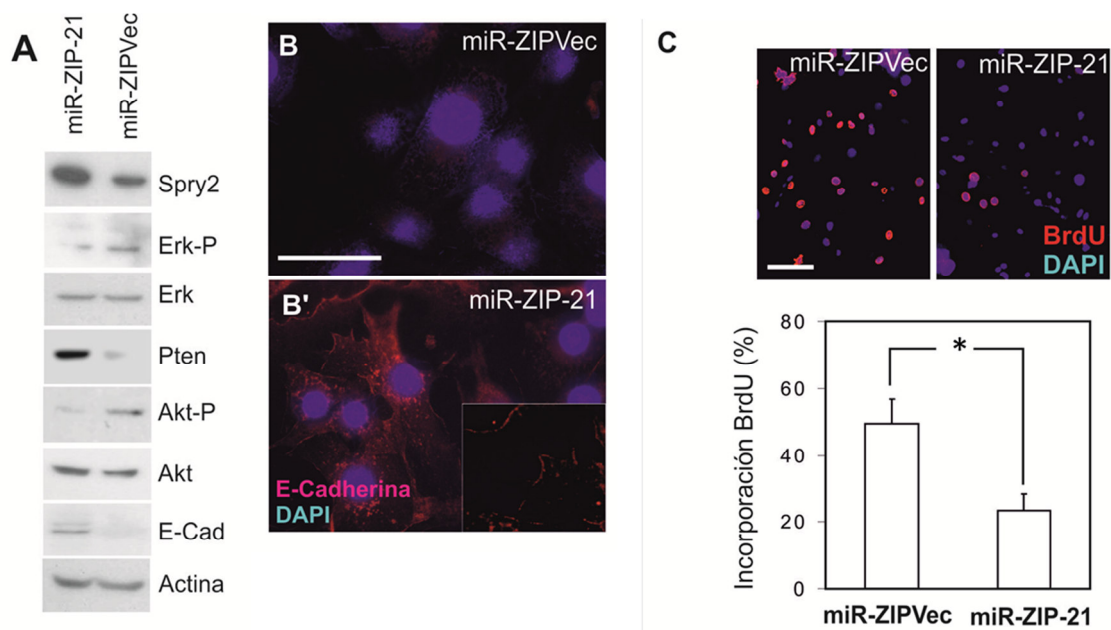 A
miR-ZIP-21
miR-ZIPVec
Spry2
Erk-P
Erk
Pten
Akt-P
Akt
E-Cad
Actina
B
miR-ZIPVec
B'
miR-ZIP-21
E-Cadherina
DAPI
C
miR-ZIPVec
miR-ZIP-21
BrdU
DAPI
Incorporación BrdU (%)
80
60
40
20
0
*
miR-ZIPVec
miR-ZIP-21